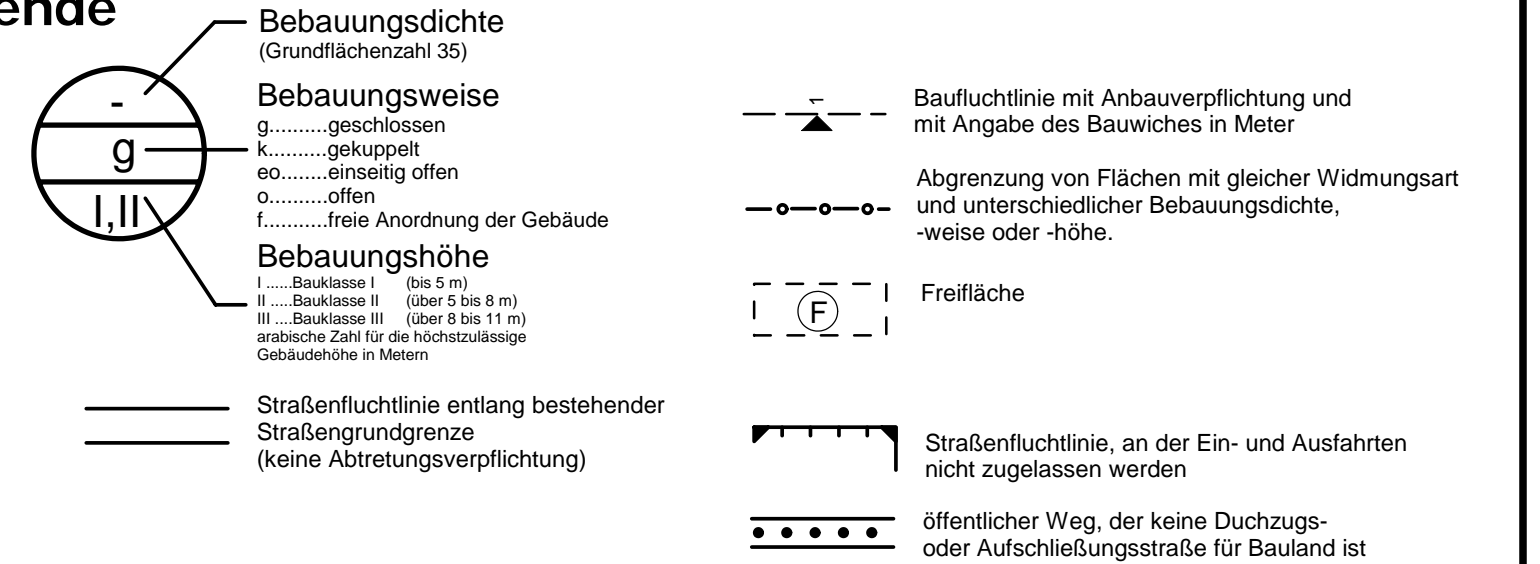 ende
Bebauungsdichte
(Grundflächenzahl 35)
-
g
I,II
Bebauungsweise
g..........geschlossen
k..........gekuppelt
eo........einseitig offen
o..........offen
f...........freie Anordnung der Gebäude
Bebauungshöhe
I ......Bauklasse I (bis 5 m)
II .....Bauklasse II (über 5 bis 8 m)
III ....Bauklasse III (über 8 bis 11 m)
arabische Zahl für die höchstzulässige
Gebäudehöhe in Metern
Straßenfluchtlinie entlang bestehender
Straßengrundgrenze
(keine Abtretungsverpflichtung)
1
Baufluchtlinie mit Anbauverpflichtung und
mit Angabe des Bauwiches in Meter
Abgrenzung von Flächen mit gleicher Widmungsart
und unterschiedlicher Bebauungsdichte,
-weise oder -höhe.
F
Freifläche
Straßenfluchtlinie, an der Ein- und Ausfahrten
nicht zugelassen werden
öffentlicher Weg, der keine Duchzugs-
oder Aufschließungsstraße für Bauland ist